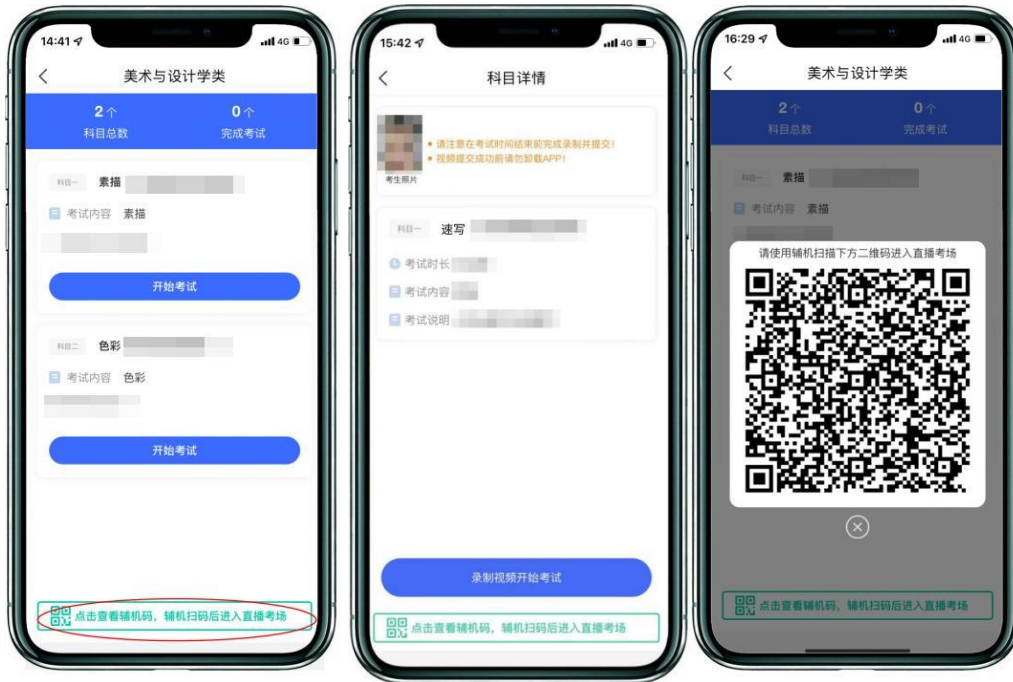 14:41
4G
美术与设计学类
2个
0个
科目总数
完成考试
科目一 素描
考试内容 素描
开始考试
科目二 色彩
考试内容 色彩
开始考试
点击查看辅机码，辅机扫码后进入直播考场
15:42
4G
科目详情
请注意在考试时间结束前完成录制并提交！
视频提交成功前请勿卸载APP！
考生照片
科目一 速写
考试时长
考试内容
考试说明
录制视频开始考试
点击查看辅机码，辅机扫码后进入直播考场
16:29
4G
美术与设计学类
2个
0个
科目总数
完成考试
科目一 素描
考试内容 素描
请使用辅机扫描下方二维码进入直播考场
点击查看辅机码，辅机扫码后进入直播考场